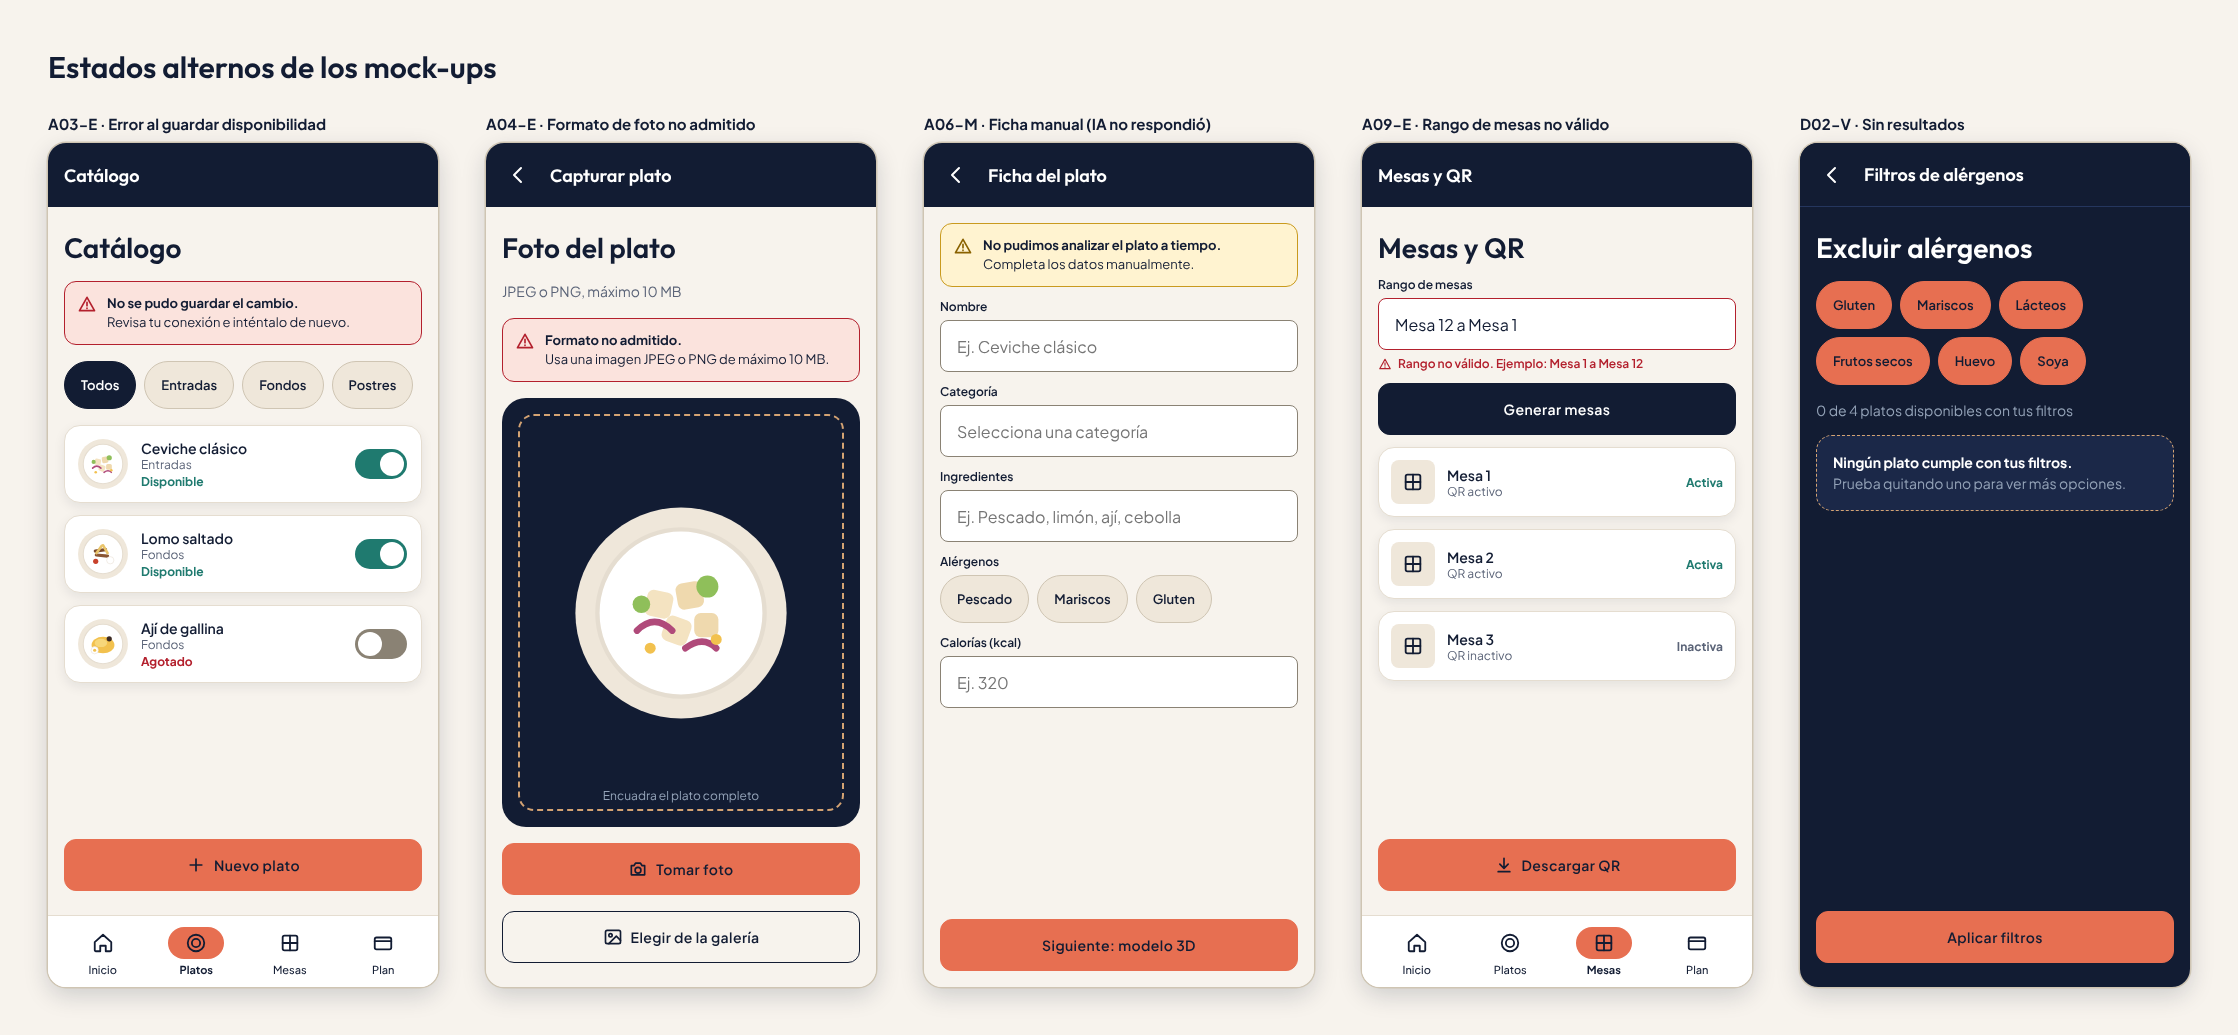 Estados alternos de los mock-ups
A03-E · Error al guardar disponibilidad
Catálogo
Catálogo
No se pudo guardar el cambio.
Revisa tu conexión e inténtalo de nuevo.
Todos
Entradas
Fondos
Postres
Ceviche clásico
Entradas
Disponible
Lomo saltado
Fondos
Disponible
Ají de gallina
Fondos
Agotado
Nuevo plato
Inicio
Platos
Mesas
Plan
A04-E · Formato de foto no admitido
Capturar plato
Foto del plato
JPEG o PNG, máximo 10 MB
Formato no admitido.
Usa una imagen JPEG o PNG de máximo 10 MB.
Encuadra el plato completo
Tomar foto
Elegir de la galería
A06-M · Ficha manual (IA no respondió)
Ficha del plato
No pudimos analizar el plato a tiempo.
Completa los datos manualmente.
Nombre
Ej. Ceviche clásico
Categoría
Selecciona una categoría
Ingredientes
Ej. Pescado, limón, ají, cebolla
Alérgenos
Pescado
Mariscos
Gluten
Calorías (kcal)
Ej. 320
Siguiente: modelo 3D
A09-E · Rango de mesas no válido
Mesas y QR
Mesas y QR
Rango de mesas
Mesa 12 a Mesa 1
Rango no válido. Ejemplo: Mesa 1 a Mesa 12
Generar mesas
Mesa 1
QR activo
Activa
Mesa 2
QR activo
Activa
Mesa 3
QR inactivo
Inactiva
Descargar QR
Inicio
Platos
Mesas
Plan
D02-V · Sin resultados
Filtros de alérgenos
Excluir alérgenos
Gluten
Mariscos
Lácteos
Frutos secos
Huevo
Soya
0 de 4 platos disponibles con tus filtros
Ningún plato cumple con tus filtros.
Prueba quitando uno para ver más opciones.
Aplicar filtros